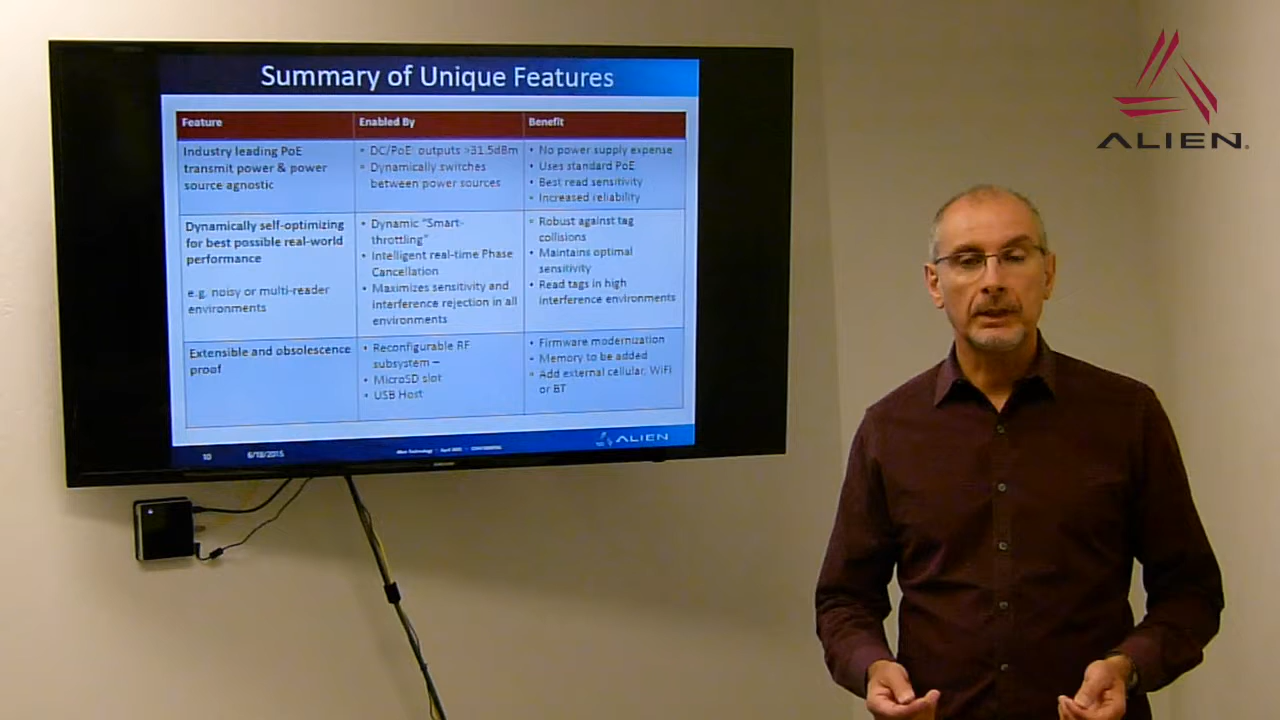 Summary of Unique Features
Feature
Enabled By
Benefit
Industry leading PoE
transmit power & power
source agnostic
DC/PoE: outputs >31.5dBm
Dynamically switches
between power sources
No power supply expense
Uses standard PoE
Best read sensitivity
Increased reliability
Dynamically self-optimizing
for best possible real-world
performance
e.g. noisy or multi-reader
environments
Dynamic "Smart-
throttling"
Intelligent real-time Phase
Cancellation
Maximizes sensitivity and
interference rejection in all
environments
Robust against tag
collisions
Maintains optimal
sensitivity
Read tags in high
interference environments
Extensible and obsolescence
proof
Reconfigurable RF
subsystem –
MicroSD slot
USB Host
Firmware modernization
Memory to be added
Add external cellular, WiFi
or BT
10
6/18/2015
Alien Technology - April 2015 - CONFIDENTIAL
ALIEN
ALIEN®